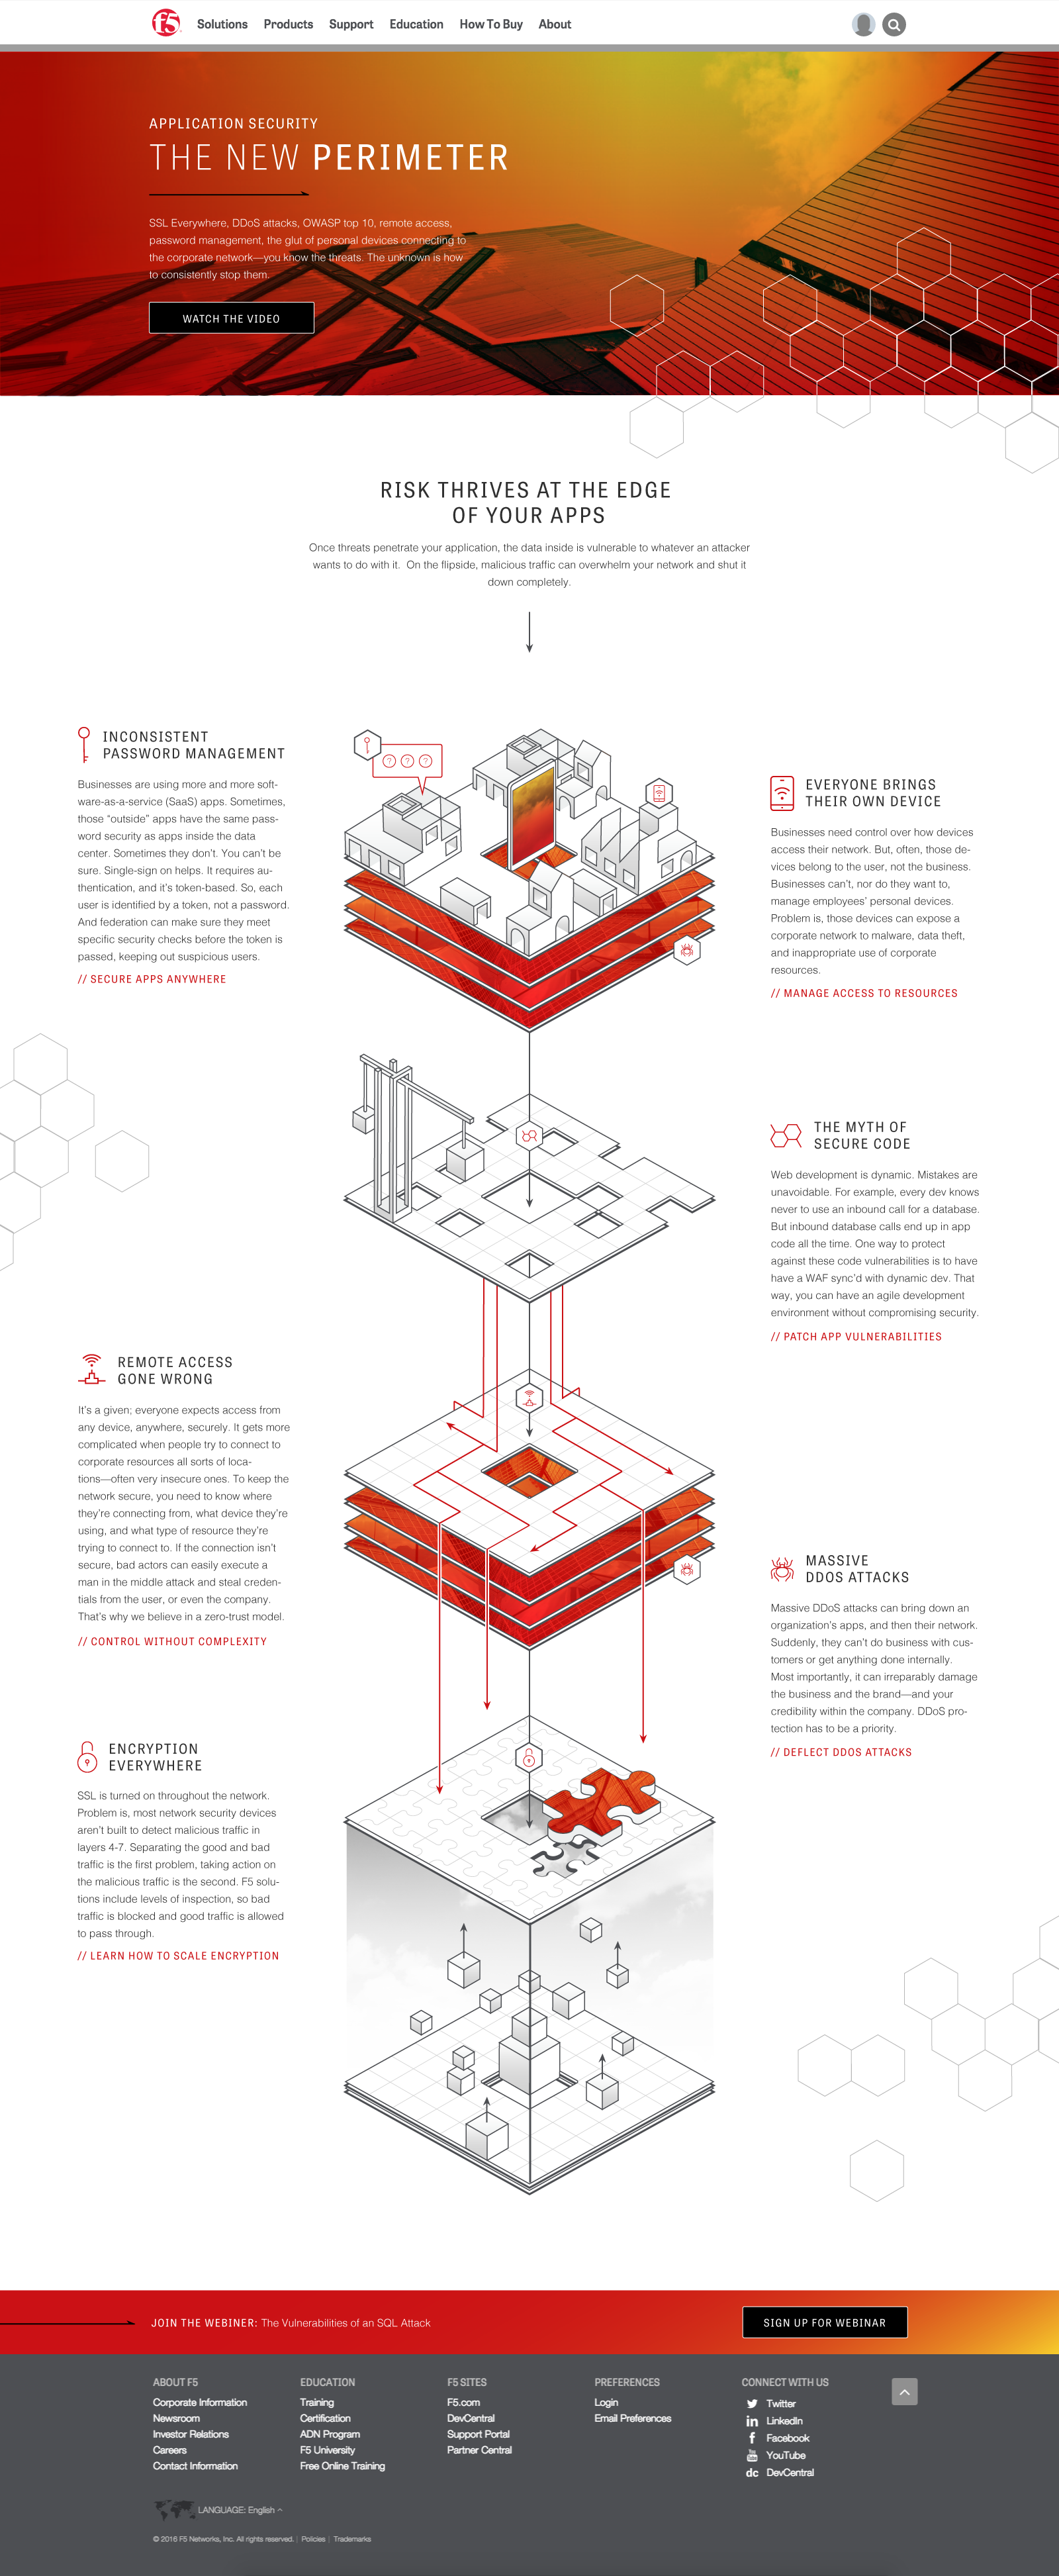 f5
Solutions
Products
Support
Education
How To Buy
About
APPLICATION SECURITY
THE NEW PERIMETER
SSL Everywhere, DDoS attacks, OWASP top 10, remote access,
password management, the glut of personal devices connecting to
the corporate network—you know the threats. The unknown is how
to consistently stop them.
WATCH THE VIDEO
RISK THRIVES AT THE EDGE
OF YOUR APPS
Once threats penetrate your application, the data inside is vulnerable to whatever an attacker
wants to do with it. On the flipside, malicious traffic can overwhelm your network and shut it
down completely.
INCONSISTENT
PASSWORD MANAGEMENT
Businesses are using more and more soft-
ware-as-a-service (SaaS) apps. Sometimes,
those “outside” apps have the same pass-
word security as apps inside the data
center. Sometimes they don’t. You can’t be
sure. Single-sign on helps. It requires au-
thentication, and it’s token-based. So, each
user is identified by a token, not a password.
And federation can make sure they meet
specific security checks before the token is
passed, keeping out suspicious users.
// SECURE APPS ANYWHERE
? ? ?
EVERYONE BRINGS
THEIR OWN DEVICE
Businesses need control over how devices
access their network. But, often, those de-
vices belong to the user, not the business.
Businesses can’t, nor do they want to,
manage employees’ personal devices.
Problem is, those devices can expose a
corporate network to malware, data theft,
and inappropriate use of corporate
resources.
// MANAGE ACCESS TO RESOURCES
THE MYTH OF
SECURE CODE
Web development is dynamic. Mistakes are
unavoidable. For example, every dev knows
never to use an inbound call for a database.
But inbound database calls end up in app
code all the time. One way to protect
against these code vulnerabilities is to have
have a WAF sync’d with dynamic dev. That
way, you can have an agile development
environment without compromising security.
// PATCH APP VULNERABILITIES
REMOTE ACCESS
GONE WRONG
It’s a given; everyone expects access from
any device, anywhere, securely. It gets more
complicated when people try to connect to
corporate resources all sorts of loca-
tions—often very insecure ones. To keep the
network secure, you need to know where
they’re connecting from, what device they’re
using, and what type of resource they’re
trying to connect to. If the connection isn’t
secure, bad actors can easily execute a
man in the middle attack and steal creden-
tials from the user, or even the company.
That’s why we believe in a zero-trust model.
// CONTROL WITHOUT COMPLEXITY
MASSIVE
DDOS ATTACKS
Massive DDoS attacks can bring down an
organization’s apps, and then their network.
Suddenly, they can’t do business with cus-
tomers or get anything done internally.
Most importantly, it can irreparably damage
the business and the brand—and your
credibility within the company. DDoS pro-
tection has to be a priority.
// DEFLECT DDOS ATTACKS
ENCRYPTION
EVERYWHERE
SSL is turned on throughout the network.
Problem is, most network security devices
aren’t built to detect malicious traffic in
layers 4-7. Separating the good and bad
traffic is the first problem, taking action on
the malicious traffic is the second. F5 solu-
tions include levels of inspection, so bad
traffic is blocked and good traffic is allowed
to pass through.
// LEARN HOW TO SCALE ENCRYPTION
JOIN THE WEBINER: The Vulnerabilities of an SQL Attack
SIGN UP FOR WEBINAR
ABOUT F5
Corporate Information
Newsroom
Investor Relations
Careers
Contact Information
EDUCATION
Training
Certification
ADN Program
F5 University
Free Online Training
F5 SITES
F5.com
DevCentral
Support Portal
Partner Central
PREFERENCES
Login
Email Preferences
CONNECT WITH US
Twitter
in LinkedIn
f Facebook
You Tube YouTube
dc DevCentral
LANGUAGE: English
© 2016 F5 Networks, Inc. All rights reserved. | Policies | Trademarks